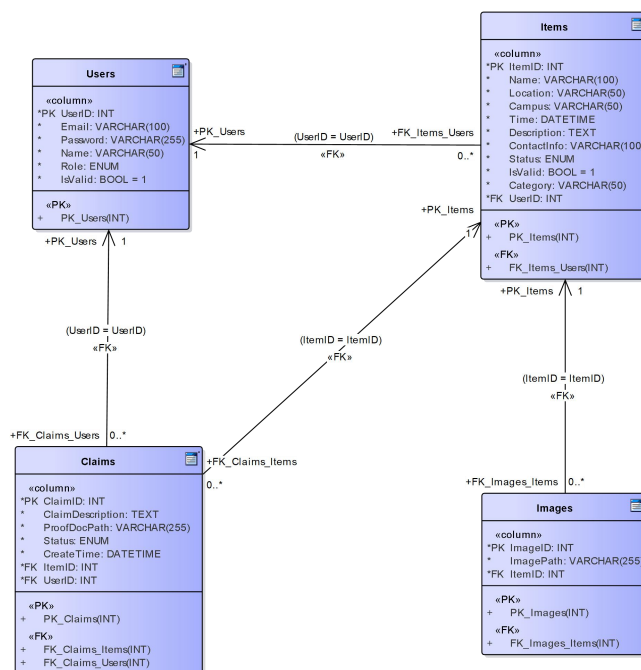 Items
«column»
*PK ItemID: INT
* Name: VARCHAR(100)
* Location: VARCHAR(50)
* Campus: VARCHAR(50)
* Time: DATETIME
* Description: TEXT
* ContactInfo: VARCHAR(100
* Status: ENUM
* IsValid: BOOL = 1
* Category: VARCHAR(50)
*FK UserID: INT
«PK»
+ PK_Items(INT)
«FK»
+ FK_Items_Users(INT)
Users
«column»
*PK UserID: INT
* Email: VARCHAR(100)
* Password: VARCHAR(255)
* Name: VARCHAR(50)
* Role: ENUM
* IsValid: BOOL = 1
«PK»
+ PK_Users(INT)
+PK_Users
1
(UserID = UserID)
«FK»
+FK_Items_Users
0..*
+PK_Items
1
+PK_Users 1
(UserID = UserID)
«FK»
+FK_Claims_Users 0..*
(ItemID = ItemID)
«FK»
+FK_Claims_Items
0..*
+PK_Items 1
(ItemID = ItemID)
«FK»
+FK_Images_Items 0..*
Claims
«column»
*PK ClaimID: INT
* ClaimDescription: TEXT
* ProofDocPath: VARCHAR(255)
* Status: ENUM
* CreateTime: DATETIME
*FK ItemID: INT
*FK UserID: INT
«PK»
+ PK_Claims(INT)
«FK»
+ FK_Claims_Items(INT)
+ FK_Claims_Users(INT)
Images
«column»
*PK ImageID: INT
* ImagePath: VARCHAR(255
*FK ItemID: INT
«PK»
+ PK_Images(INT)
«FK»
+ FK_Images_Items(INT)